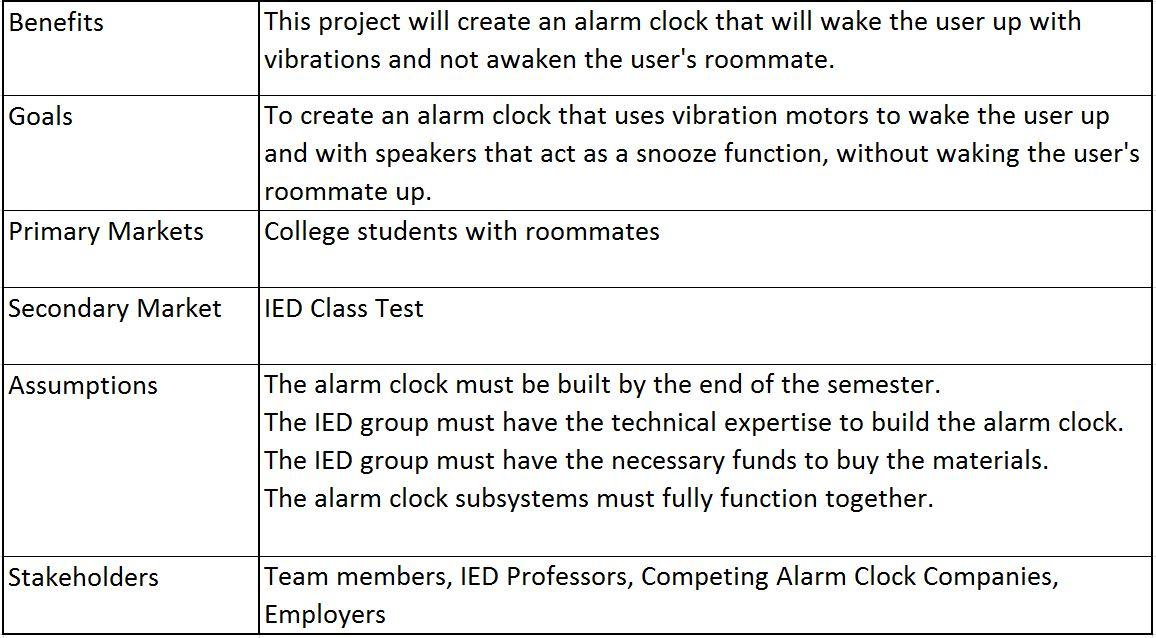 Benefits
This project will create an alarm clock that will wake the user up with
vibrations and not awaken the user's roommate.
Goals
To create an alarm clock that uses vibration motors to wake the user up
and with speakers that act as a snooze function, without waking the user's
roommate up.
Primary Markets
College students with roommates
Secondary Market
IED Class Test
Assumptions
The alarm clock must be built by the end of the semester.
The IED group must have the technical expertise to build the alarm clock.
The IED group must have the necessary funds to buy the materials.
The alarm clock subsystems must fully function together.
Stakeholders
Team members, IED Professors, Competing Alarm Clock Companies,
Employers